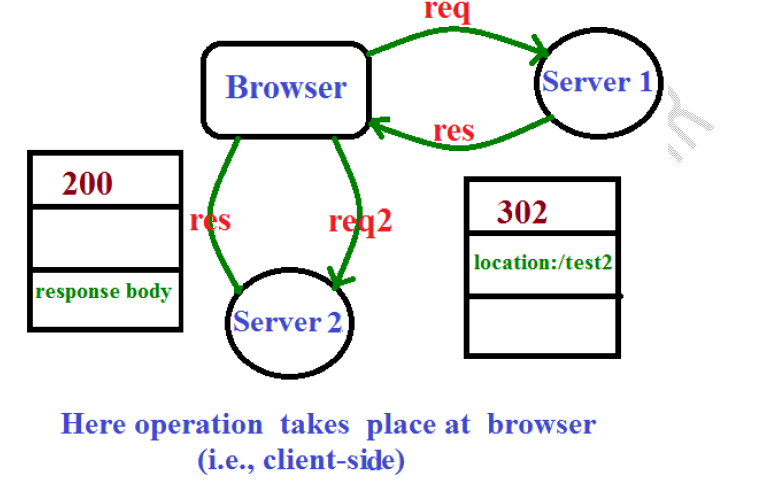 req
Browser
Server 1
res
200
302
res
req2
location:/test2
response body
Server 2
Here operation takes place at browser
(i.e., client-side)